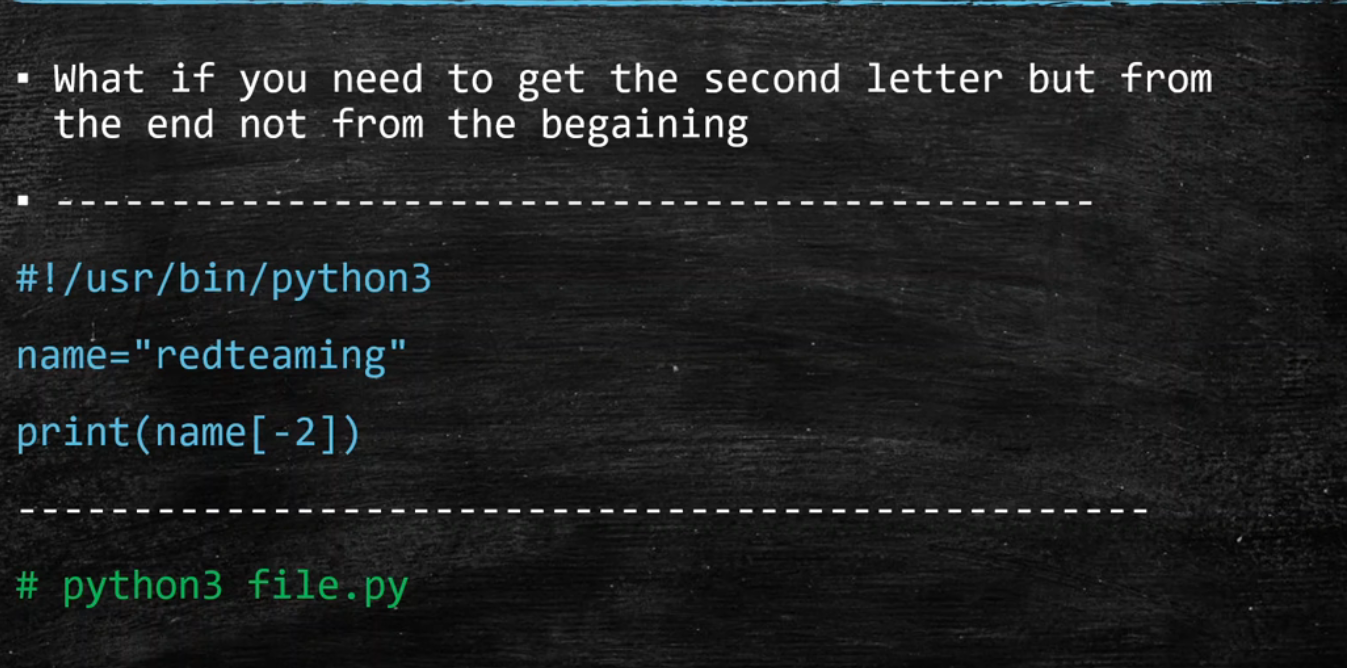 ▪ What if you need to get the second letter but from
the end not from the begaining
▪ ---------------------------------------------
#!/usr/bin/python3
name="redteaming"
print(name[-2])
-------------------------------------------------
# python3 file.py